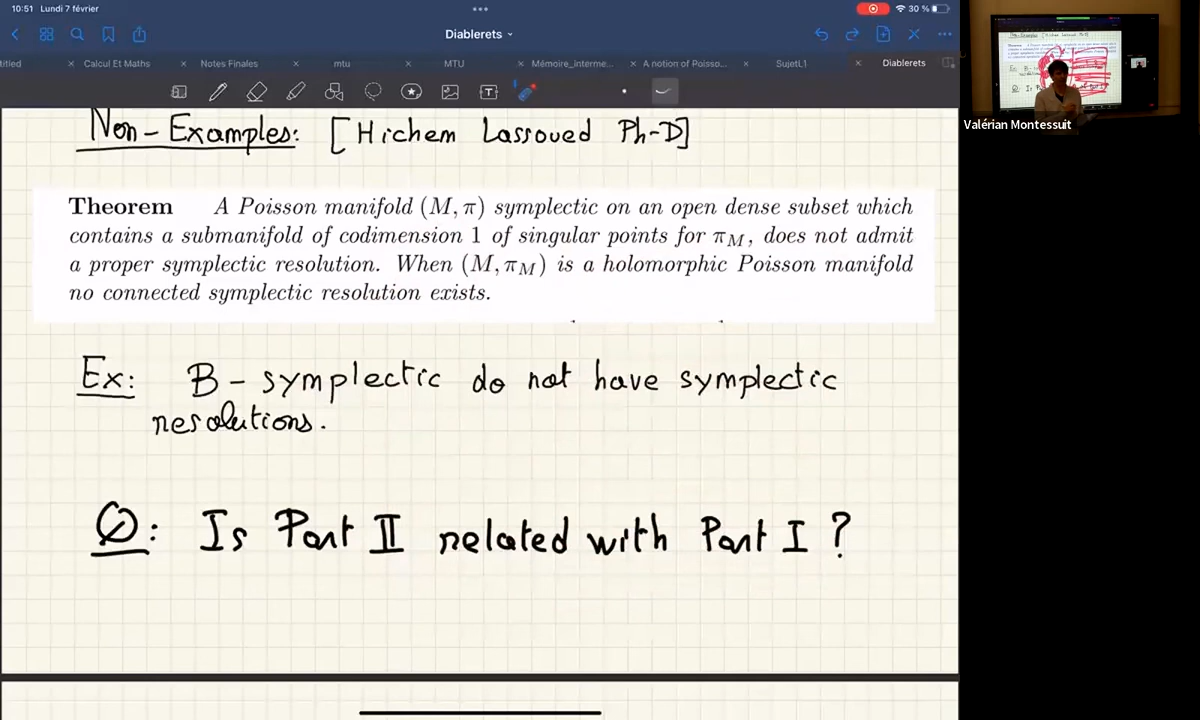 10:51 Lundi 7 février
30 %
Diablerets
titled
Calcul Et Maths
Notes Finales
mtu
MTU
Mémoire_interme...
A notion of Poisso...
SujetL1
Diablerets
Non-Examples: [Hichem Lassoued Ph-D]
Theorem A Poisson manifold (M, π) symplectic on an open dense subset which
contains a submanifold of codimension 1 of singular points for π_M, does not admit
a proper symplectic resolution. When (M, π_M) is a holomorphic Poisson manifold
no connected symplectic resolution exists.
Ex: B-symplectic do not have symplectic
resolutions.
Q: Is Part II related with Part I ?
Valérian Montessuit